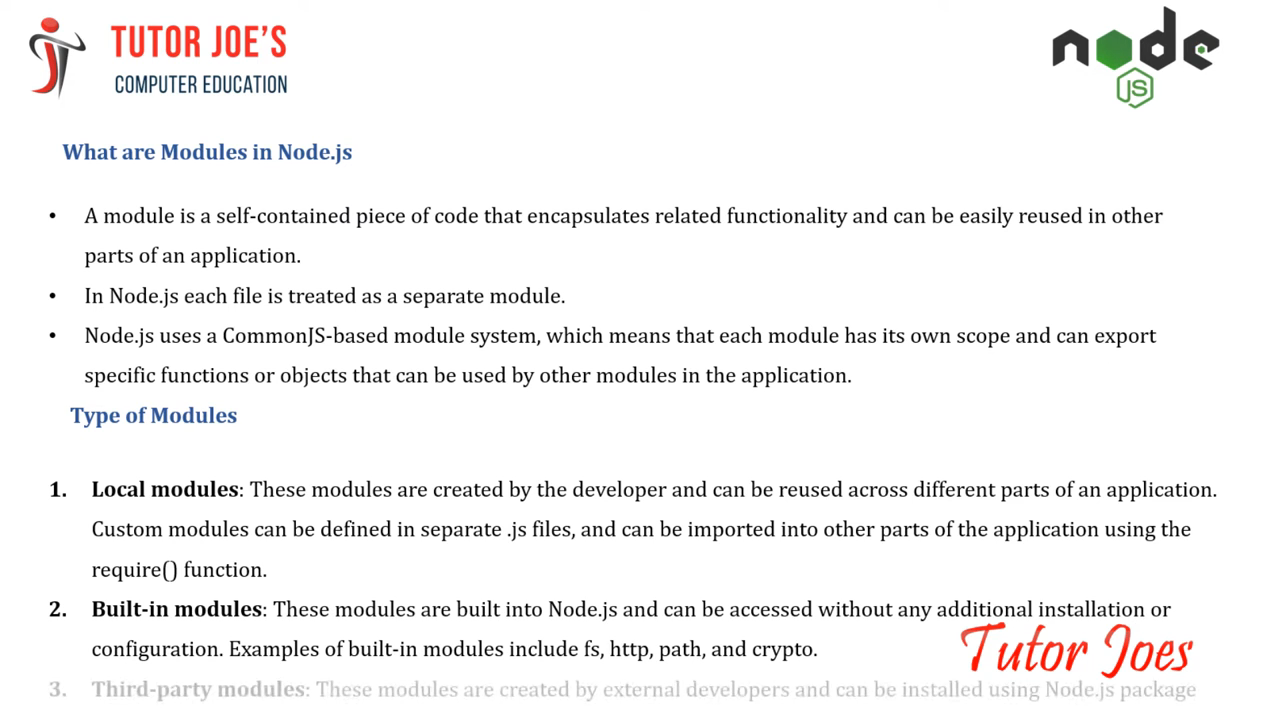 TUTOR JOE'S
COMPUTER EDUCATION
node
JS
What are Modules in Node.js
• A module is a self-contained piece of code that encapsulates related functionality and can be easily reused in other
parts of an application.
• In Node.js each file is treated as a separate module.
• Node.js uses a CommonJS-based module system, which means that each module has its own scope and can export
specific functions or objects that can be used by other modules in the application.
Type of Modules
1. Local modules: These modules are created by the developer and can be reused across different parts of an application.
Custom modules can be defined in separate .js files, and can be imported into other parts of the application using the
require() function.
2. Built-in modules: These modules are built into Node.js and can be accessed without any additional installation or
configuration. Examples of built-in modules include fs, http, path, and crypto.
Tutor Joes
3. Third-party modules: These modules are created by external developers and can be installed using Node.js package